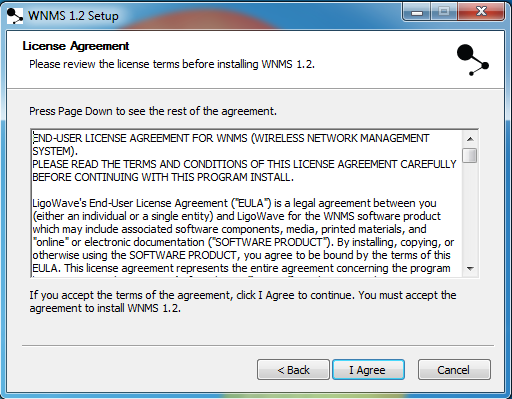 WNMS 1.2 Setup
License Agreement
Please review the license terms before installing WNMS 1.2.
Press Page Down to see the rest of the agreement.
END-USER LICENSE AGREEMENT FOR WNMS (WIRELESS NETWORK MANAGEMENT
SYSTEM).
PLEASE READ THE TERMS AND CONDITIONS OF THIS LICENSE AGREEMENT CAREFULLY
BEFORE CONTINUING WITH THIS PROGRAM INSTALL.
LigoWave's End-User License Agreement ("EULA") is a legal agreement between you
(either an individual or a single entity) and LigoWave for the WNMS software product
which may include associated software components, media, printed materials, and
"online" or electronic documentation ("SOFTWARE PRODUCT"). By installing, copying, or
otherwise using the SOFTWARE PRODUCT, you agree to be bound by the terms of this
EULA. This license agreement represents the entire agreement concerning the program
If you accept the terms of the agreement, click I Agree to continue. You must accept the
agreement to install WNMS 1.2.
< Back
I Agree
Cancel